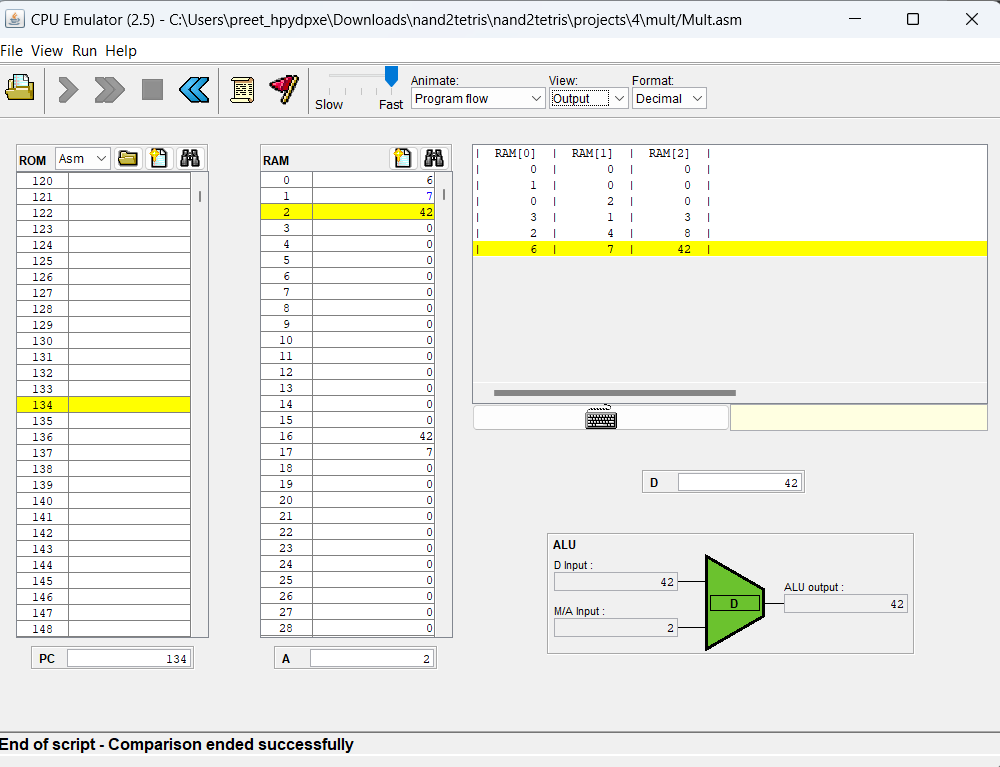 CPU Emulator (2.5) - C:\Users\preet_hpydpxe\Downloads\nand2tetris\nand2tetris\projects\4\mult/Mult.asm
File View Run Help
Slow Fast
Animate: View: Format:
Program flow Output Decimal
ROM Asm
120
121
122
123
124
125
126
127
128
129
130
131
132
133
134
135
136
137
138
139
140
141
142
143
144
145
146
147
148
PC 134
RAM
0 6
1 7
2 42
3 0
4 0
5 0
6 0
7 0
8 0
9 0
10 0
11 0
12 0
13 0
14 0
15 0
16 42
17 7
18 0
19 0
20 0
21 0
22 0
23 0
24 0
25 0
26 0
27 0
28 0
A 2
| RAM[0] | RAM[1] | RAM[2] |
| 0 | 0 | 0 |
| 1 | 0 | 0 |
| 0 | 2 | 0 |
| 3 | 1 | 3 |
| 2 | 4 | 8 |
| 6 | 7 | 42 |
D 42
ALU
D Input :
42
M/A Input :
2
D
ALU output :
42
End of script - Comparison ended successfully